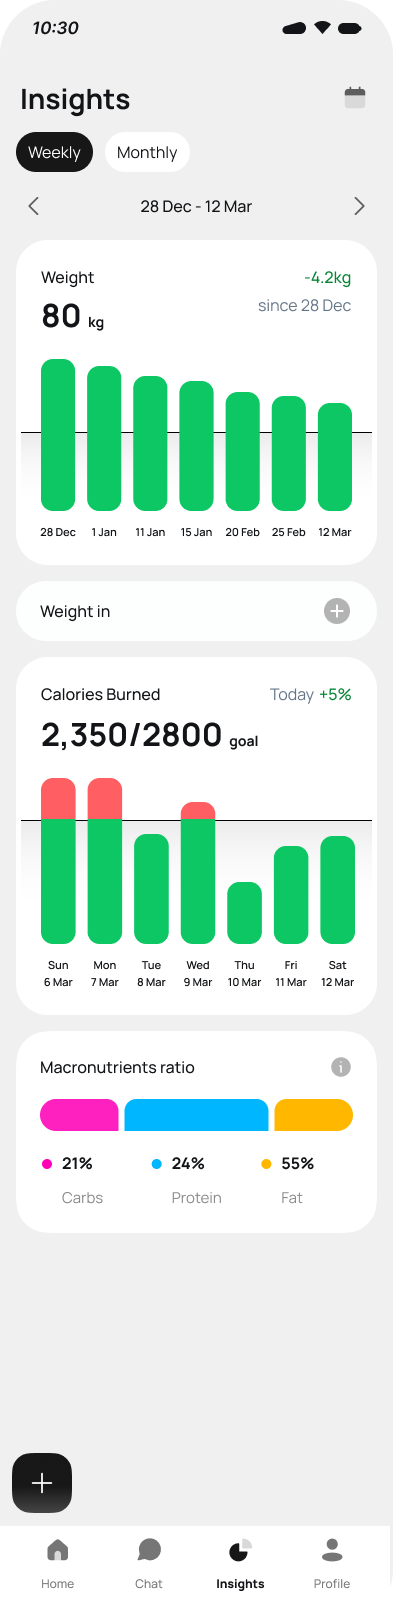 10:30
Insights
Weekly Monthly
28 Dec - 12 Mar
Weight -4.2kg
80 kg since 28 Dec
28 Dec 1 Jan 11 Jan 15 Jan 20 Feb 25 Feb 12 Mar
Weight in
Calories Burned Today +5%
2,350/2800 goal
Sun Mon Tue Wed Thu Fri Sat
6 Mar 7 Mar 8 Mar 9 Mar 10 Mar 11 Mar 12 Mar
Macronutrients ratio
21% 24% 55%
Carbs Protein Fat
Home Chat Insights Profile